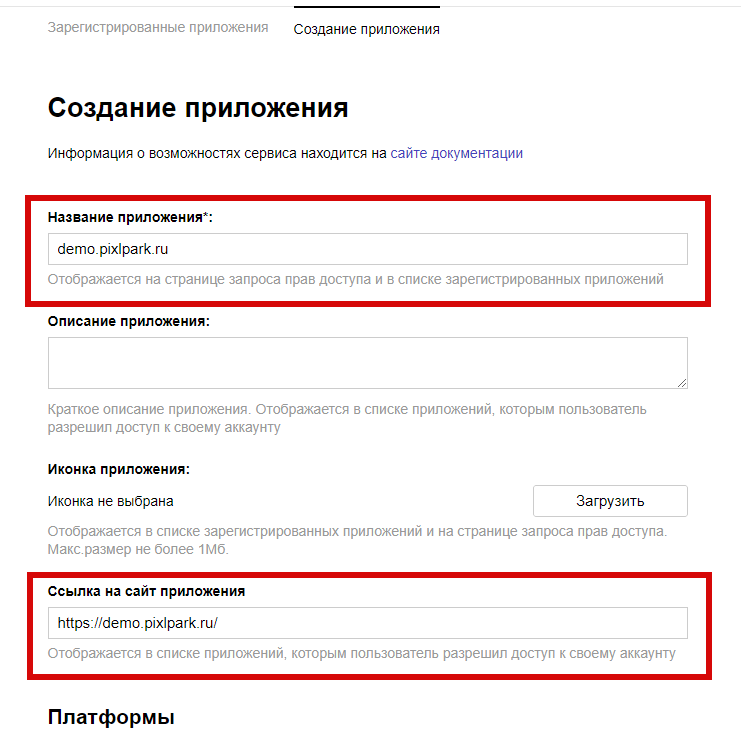 Зарегистрированные приложения Создание приложения
Создание приложения
Информация о возможностях сервиса находится на сайте документации
Название приложения*:
demo.pixlpark.ru
Отображается на странице запроса прав доступа и в списке зарегистрированных приложений
Описание приложения:
Краткое описание приложения. Отображается в списке приложений, которым пользователь
разрешил доступ к своему аккаунту
Иконка приложения:
Иконка не выбрана Загрузить
Отображается в списке зарегистрированных приложений и на странице запроса прав доступа.
Макс.размер не более 1Мб.
Ссылка на сайт приложения
https://demo.pixlpark.ru/
Отображается в списке приложений, которым пользователь разрешил доступ к своему аккаунту
Платформы